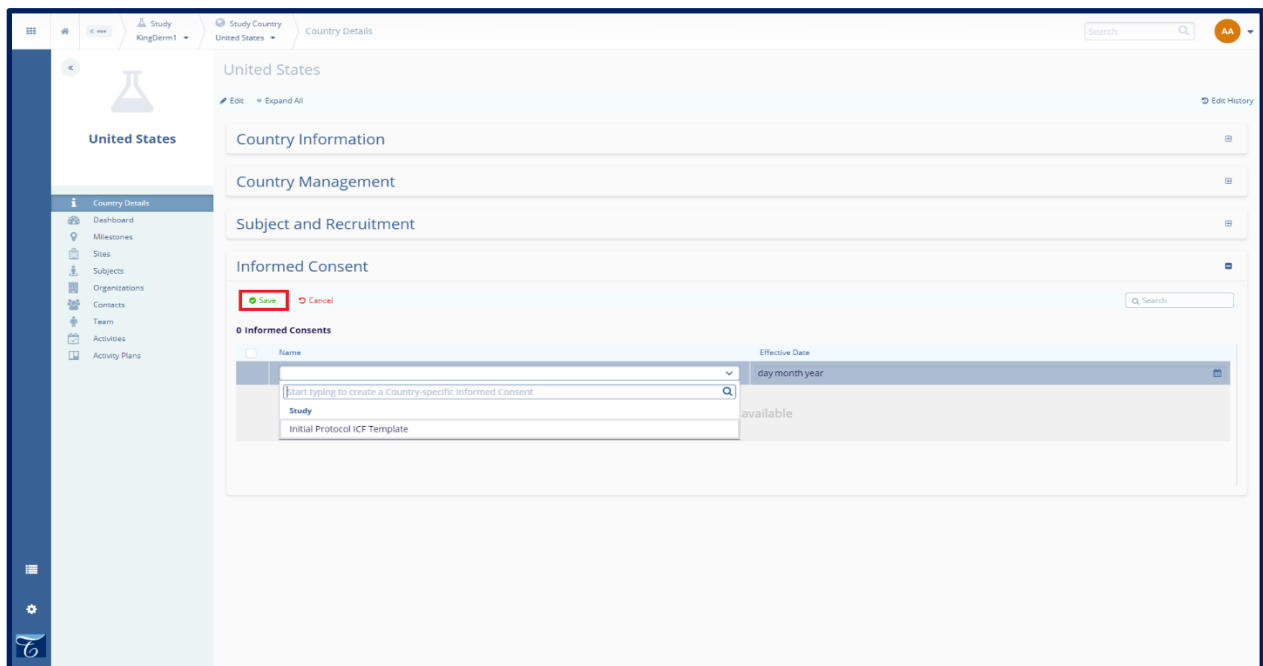 Study
KingDerm1
Study Country
United States
Country Details
Search
AA
United States
Edit Expand All
Edit History
United States
Country Details
Dashboard
Milestones
Sites
Subjects
Organizations
Contacts
Team
Activities
Activity Plans
Country Information
Country Management
Subject and Recruitment
Informed Consent
Save Cancel
Search
0 Informed Consents
Name Effective Date
day month year
Start typing to create a Country-specific Informed Consent
Study
available
Initial Protocol ICF Template